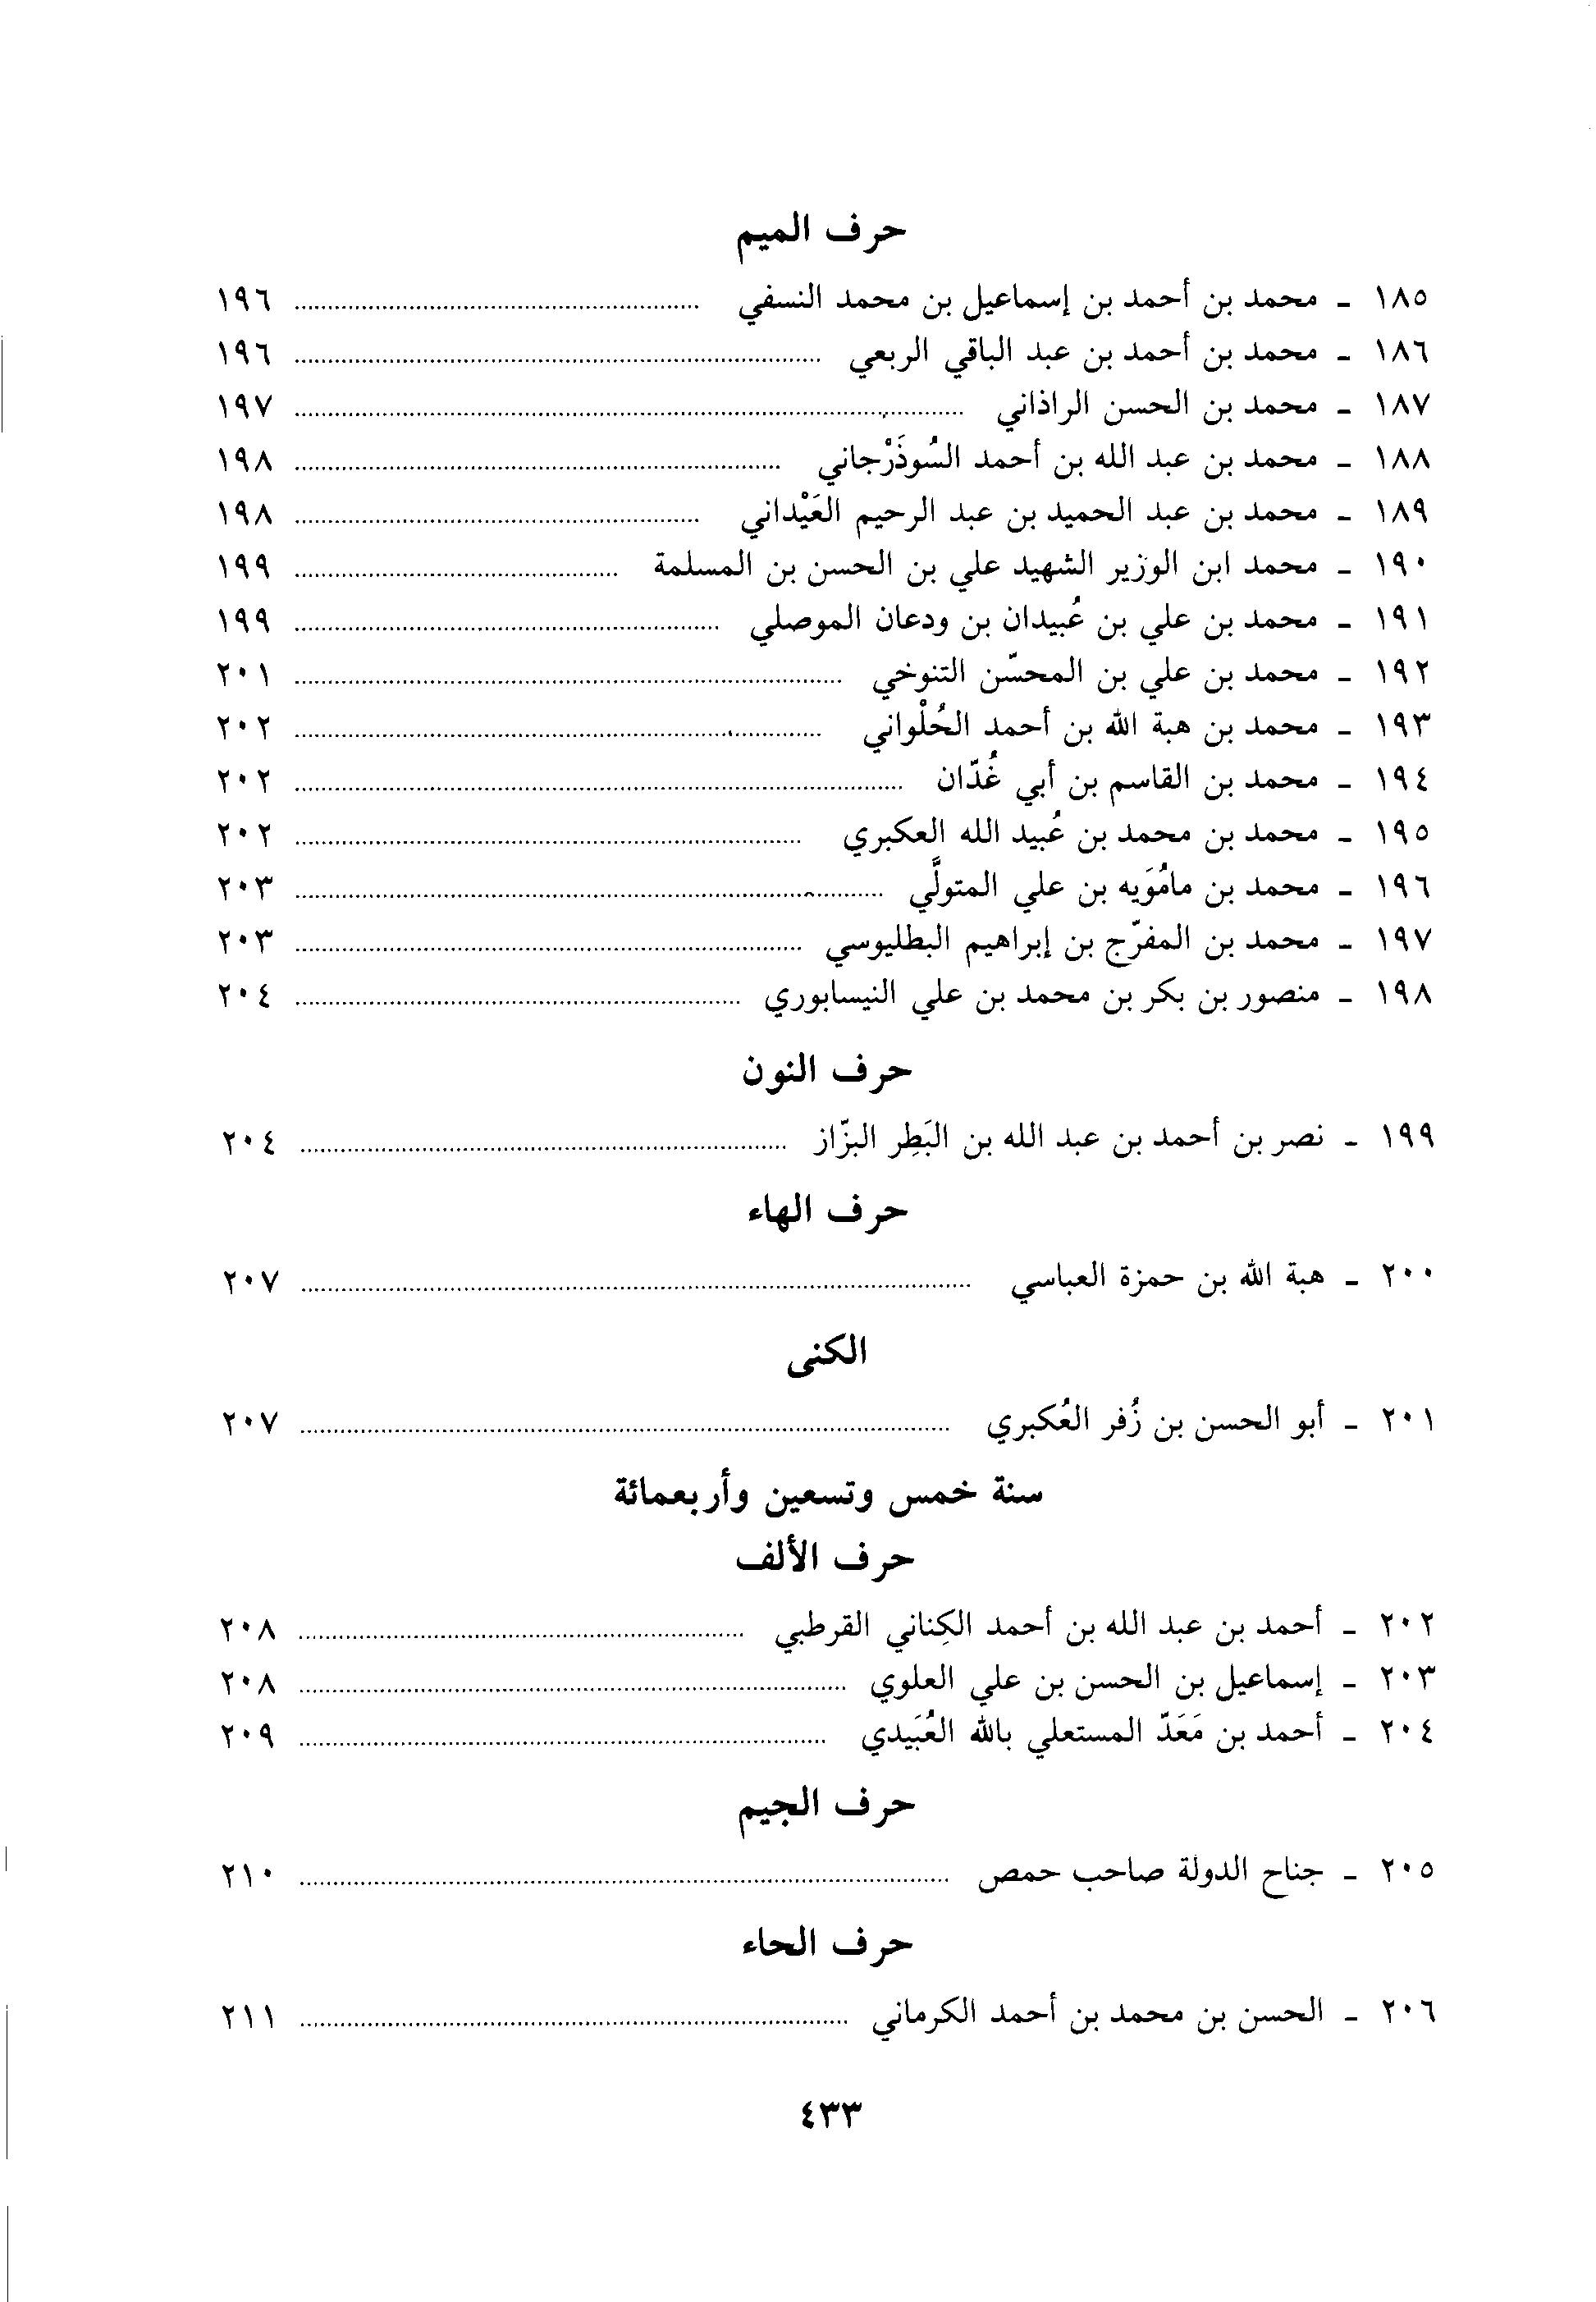 حرف الميم
١٨٥ - محمد بن أحمد بن إسماعيل بن محمد النسفي ........ ١٩٦
١٨٦ - محمد بن أحمد بن عبد الباقي الربعي ........ ١٩٦
١٨٧ - محمد بن الحسن الراذاني ........ ١٩٧
١٨٨ - محمد بن عبد الله بن أحمد السُوذَرْجاني ........ ١٩٨
١٨٩ - محمد بن عبد الحميد بن عبد الرحيم العَيْداني ........ ١٩٨
١٩٠ - محمد ابن الوزير الشهيد علي بن الحسن بن المسلمة ........ ١٩٩
١٩١ - محمد بن علي بن عُبيدان بن ودعان الموصلي ........ ١٩٩
١٩٢ - محمد بن علي بن المحسّن التنوخي ........ ٢٠١
١٩٣ - محمد بن هبة الله بن أحمد الحُلْواني ........ ٢٠٢
١٩٤ - محمد بن القاسم بن أبي غُدّان ........ ٢٠٢
١٩٥ - محمد بن محمد بن عُبيد الله العكبري ........ ٢٠٢
١٩٦ - محمد بن مامُوَيه بن علي المتولَّي ........ ٢٠٣
١٩٧ - محمد بن المفرّج بن إبراهيم البطليوسي ........ ٢٠٣
١٩٨ - منصور بن بكر بن محمد بن علي النيسابوري ........ ٢٠٤
حرف النون
١٩٩ - نصر بن أحمد بن عبد الله بن البَطِر البزّاز ........ ٢٠٤
حرف الهاء
٢٠٠ - هبة الله بن حمزة العباسي ........ ٢٠٧
الكنى
٢٠١ - أبو الحسن بن زُفر العُكبري ........ ٢٠٧
سنة خمس وتسعين وأربعمائة
حرف الألف
٢٠٢ - أحمد بن عبد الله بن أحمد الكِناني القرطبي ........ ٢٠٨
٢٠٣ - إسماعيل بن الحسن بن علي العلوي ........ ٢٠٨
٢٠٤ - أحمد بن مَعَدّ المستعلي بالله العُبَيدي ........ ٢٠٩
حرف الجيم
٢٠٥ - جناح الدولة صاحب حمص ........ ٢١٠
حرف الحاء
٢٠٦ - الحسن بن محمد بن أحمد الكرماني ........ ٢١١
٤٣٣